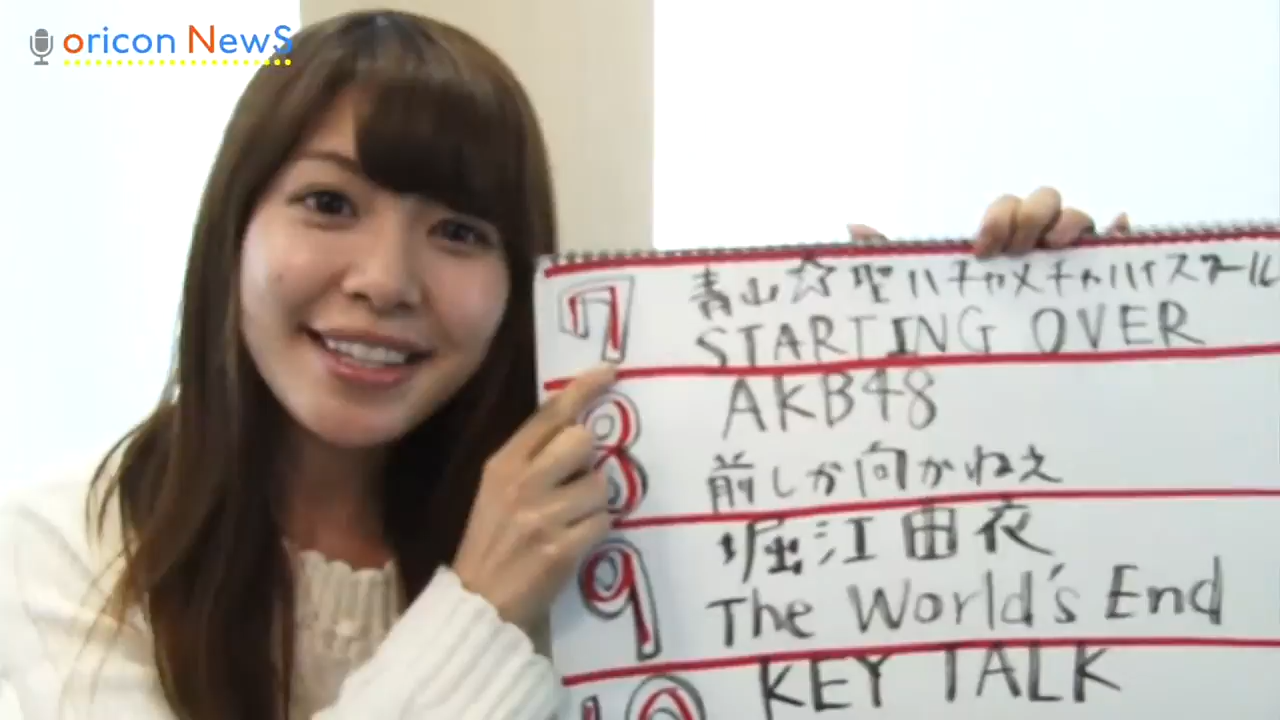 oricon NewS
7
青山☆聖ハチャメチャハイスクール
STARTING OVER
8
AKB48
前しか向かねえ
9
堀江由衣
The World's End
10
KEY TALK